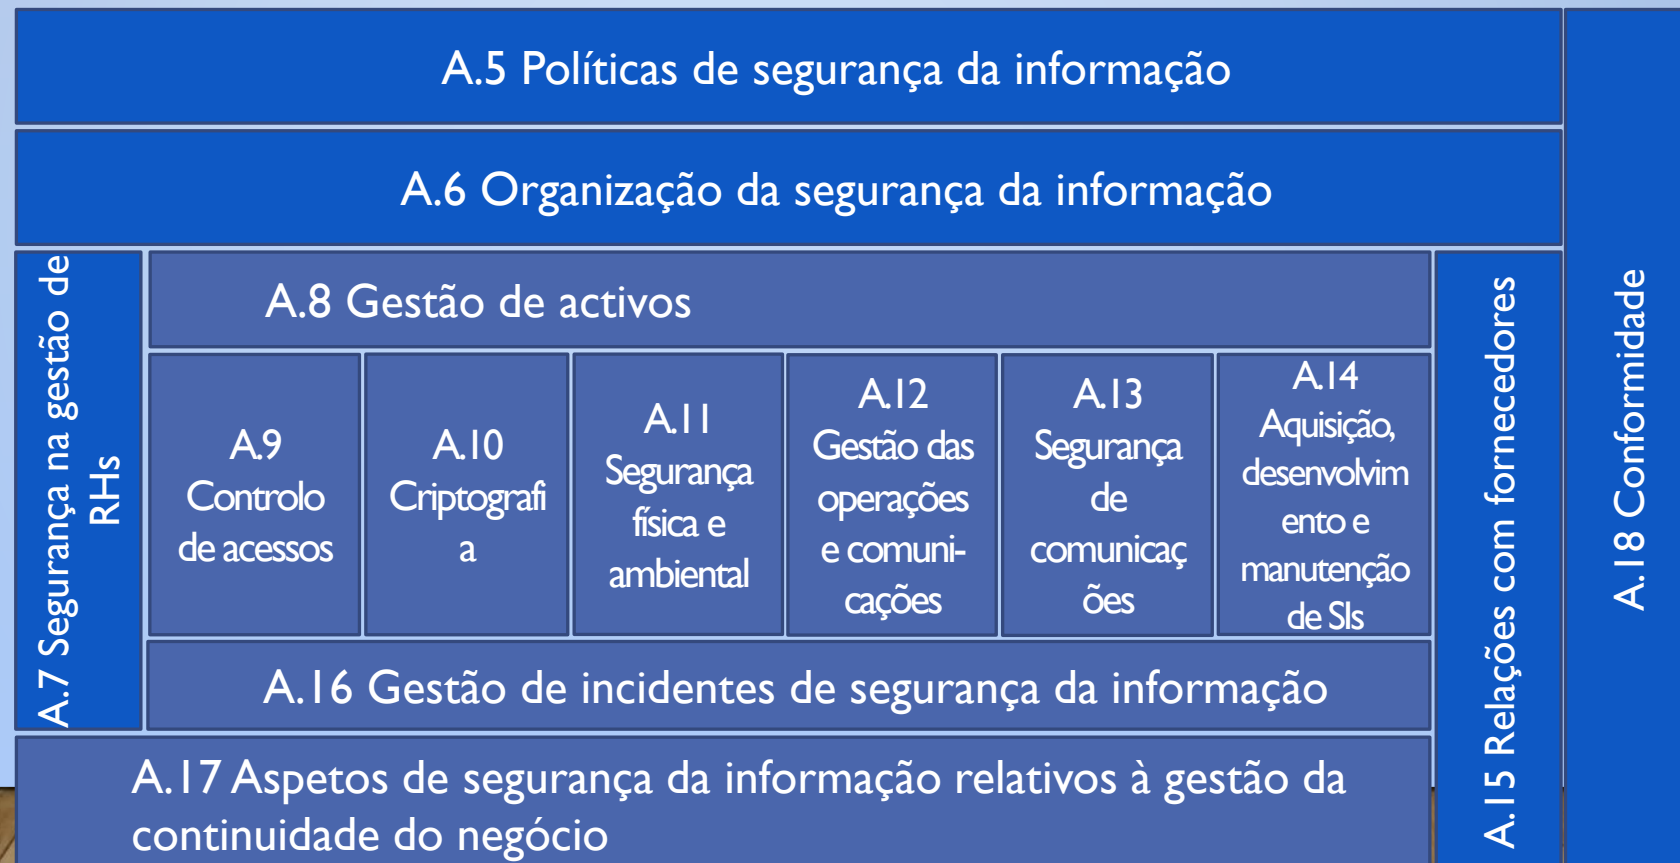 A.5 Políticas de segurança da informação
A.6 Organização da segurança da informação
A.7 Segurança na gestão de
RHs
A.8 Gestão de activos
A.9
Controlo
de acessos
A.10
Criptografi
a
A.11
Segurança
física e
ambiental
A.12
Gestão das
operações
e comuni-
cações
A.13
Segurança
de
comunicaç
ões
A.14
Aquisição,
desenvolvim
ento e
manutenção
de SIs
A.16 Gestão de incidentes de segurança da informação
A.17 Aspetos de segurança da informação relativos à gestão da
continuidade do negócio
A.15 Relações com fornecedores
A.18 Conformidade